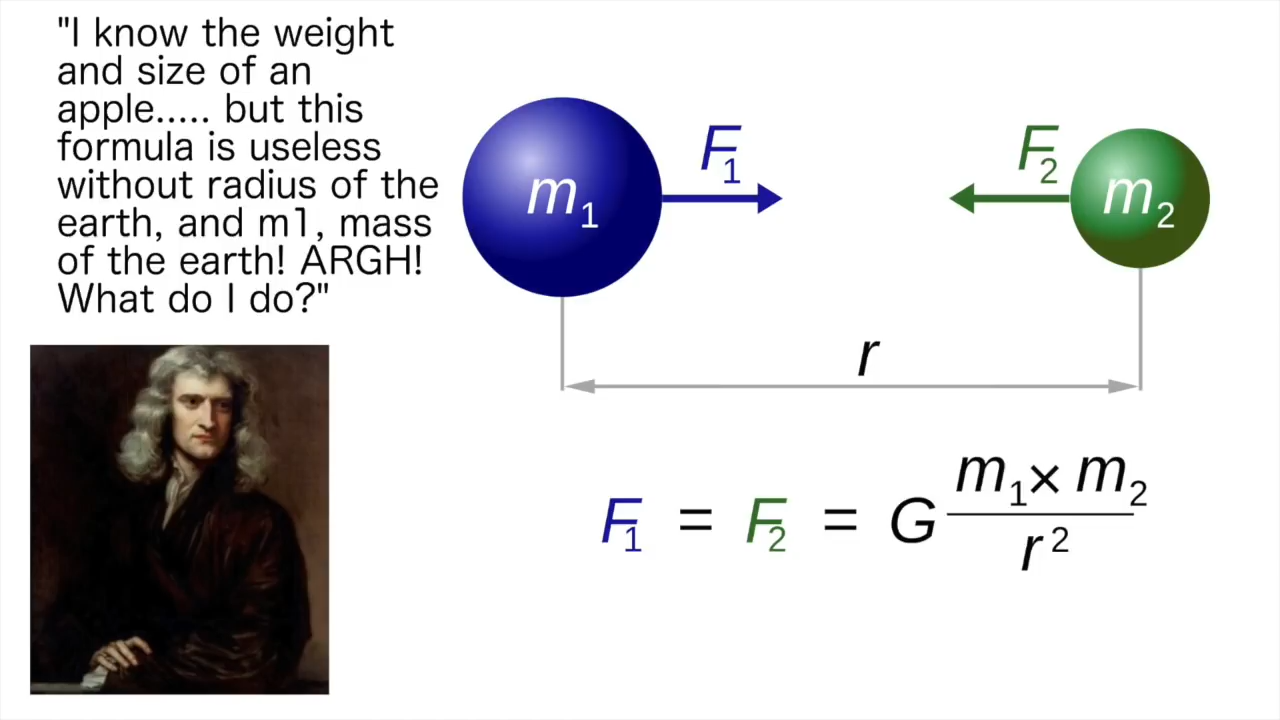 "I know the weight
and size of an
apple..... but this
formula is useless
without radius of the
earth, and m1, mass
of the earth! ARGH!
What do I do?"
m₁
F₁
F₂
m₂
r
F₁ = F₂ = G m₁ × m₂ / r²